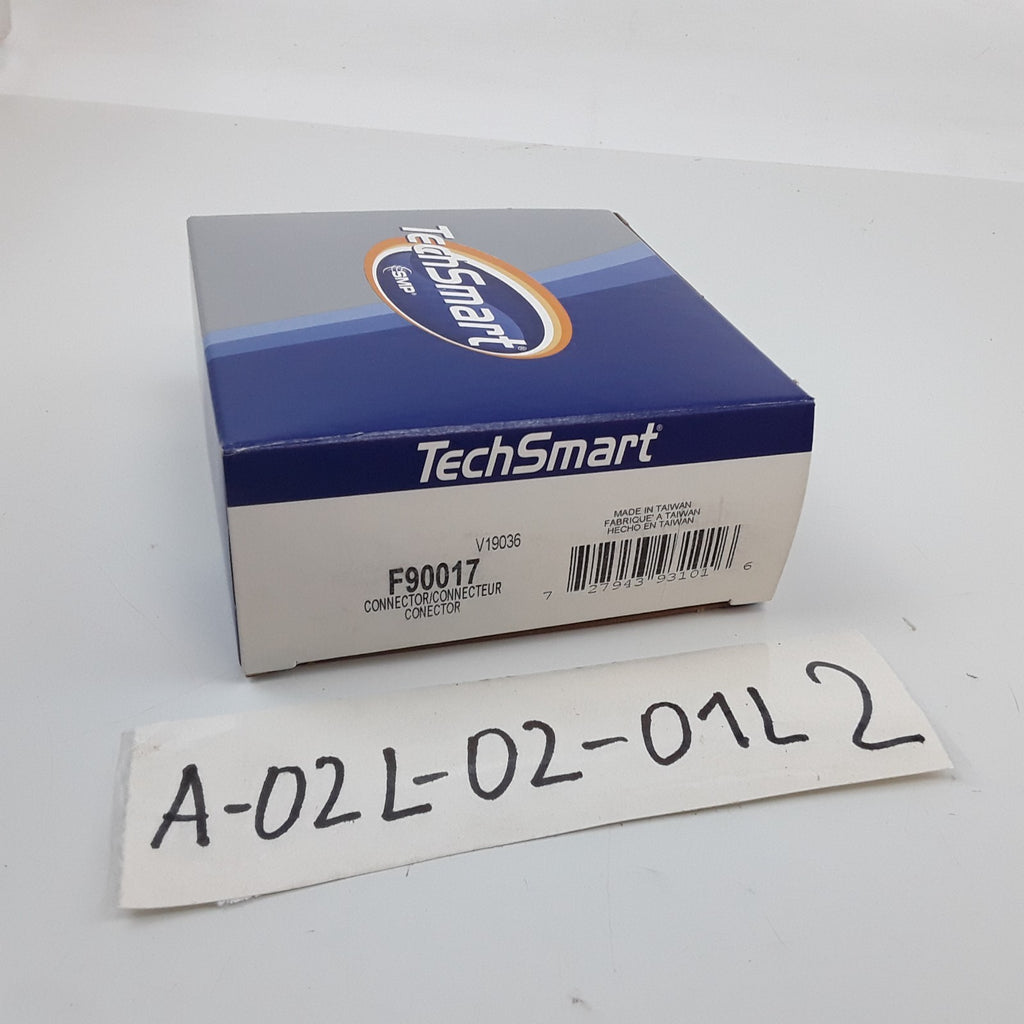 TechSmart®
SMP®
TechSmart®
MADE IN TAIWAN
FABRIQUE' A TAIWAN
HECHO EN TAIWAN
V19036
F90017
CONNECTOR/CONNECTEUR
CONECTOR
7 27943 93101 6
A-02L-02-01L2